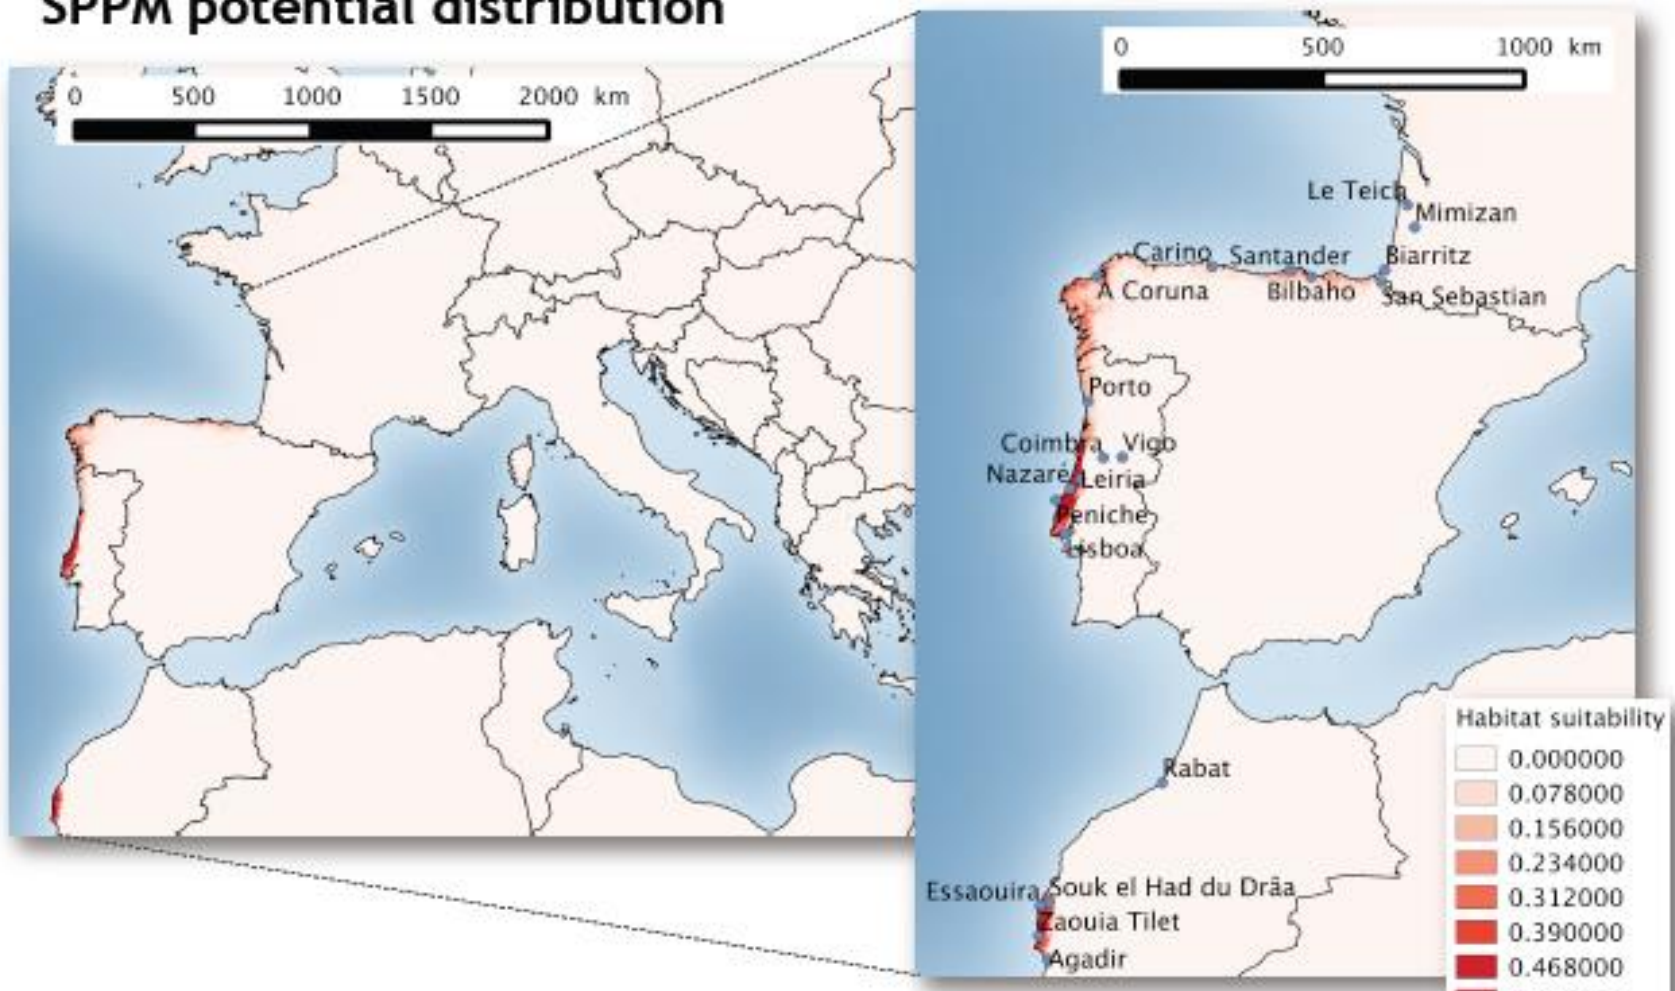 SPPM potential distribution
0 500 1000 1500 2000 km
0 500 1000 km
Le Teich
Mimizan
Carino Santander Biarritz
A Coruna Bilbaho San Sebastian
Porto
Coimbra Vigo
Nazaré Leiria
Peniche
Lisboa
Rabat
Essaouira Souk el Had du Drâa
Zaouia Tilet
Agadir
Habitat suitability
0.000000
0.078000
0.156000
0.234000
0.312000
0.390000
0.468000